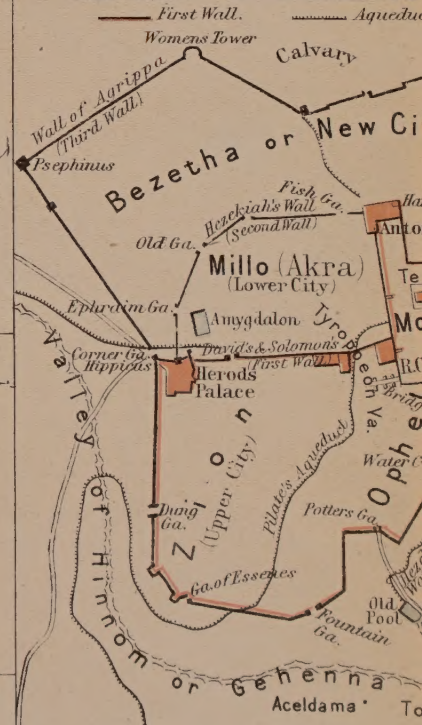 First Wall.
Aqueduc
Womens Tower
Calvary
Wall of Agrippa
(Third Wall)
Psephinus
Bezetha or New Ci
Fish Ga.
Hezekiah's Wall
(Second Wall)
Ha
Anto
Old Ga.
Millo (Akra)
(Lower City)
Te
Ephraim Ga.
Amygdalon
Tyropoeon Va.
Mo
Corner Ga.
Hippicus
David's & Solomon's
(First Wall)
Herods
Palace
R.C
Bridg
Valley of Hinnom or Gehenna
Zion
(Upper City)
Pilate's Aqueduct
Ophe
Water
Dung
Ga.
Potters Ga.
Ga. of Essenes
Fountain
Ga.
Old
Pool
Aceldama
To